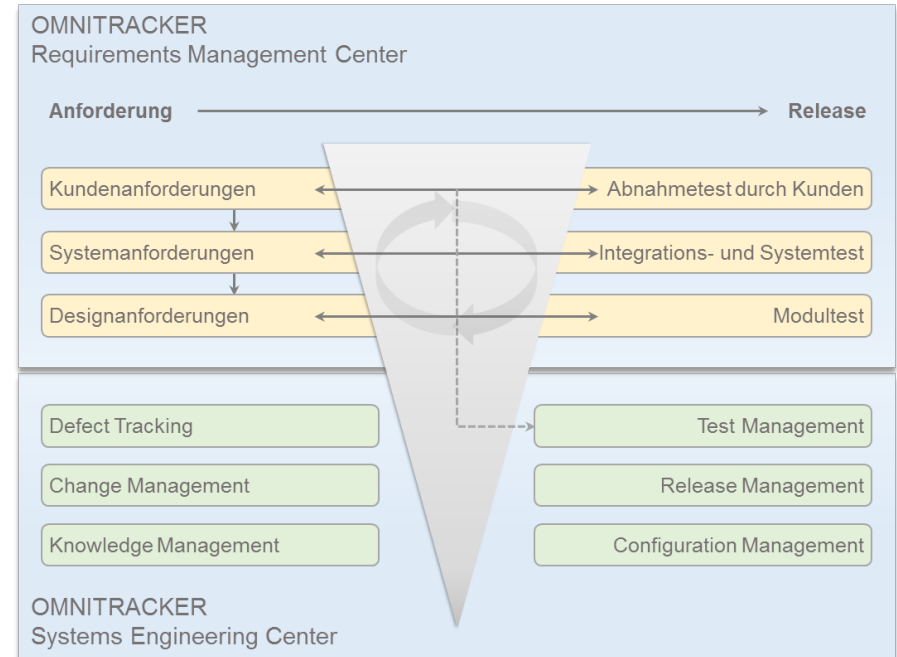 OMNITRACKER
Requirements Management Center
Anforderung
Release
Kundenanforderungen
Abnahmetest durch Kunden
Systemanforderungen
Integrations- und Systemtest
Designanforderungen
Modultest
Defect Tracking
Test Management
Change Management
Release Management
Knowledge Management
Configuration Management
OMNITRACKER
Systems Engineering Center